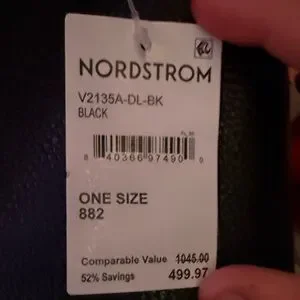 NORDSTROM
V2135A-DL-BK
BLACK
8 40366 97490 0
ONE SIZE
882
Comparable Value 1045.00
52% Savings 499.97